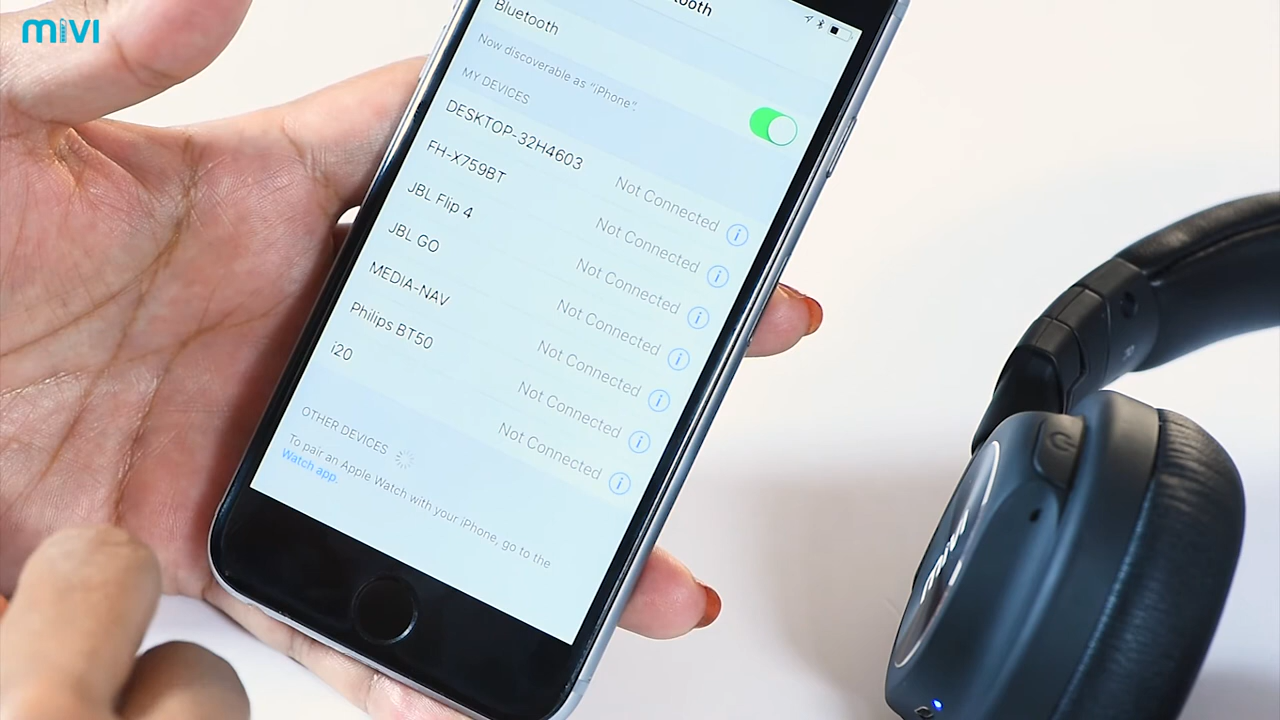 mivi
Bluetooth
Now discoverable as "iPhone".
MY DEVICES
DESKTOP-32H4603 Not Connected
FH-X759BT Not Connected
JBL Flip 4 Not Connected
JBL GO Not Connected
MEDIA-NAV Not Connected
Philips BT50 Not Connected
i20 Not Connected
OTHER DEVICES
To pair an Apple Watch with your iPhone, go to the
Watch app.
mivi